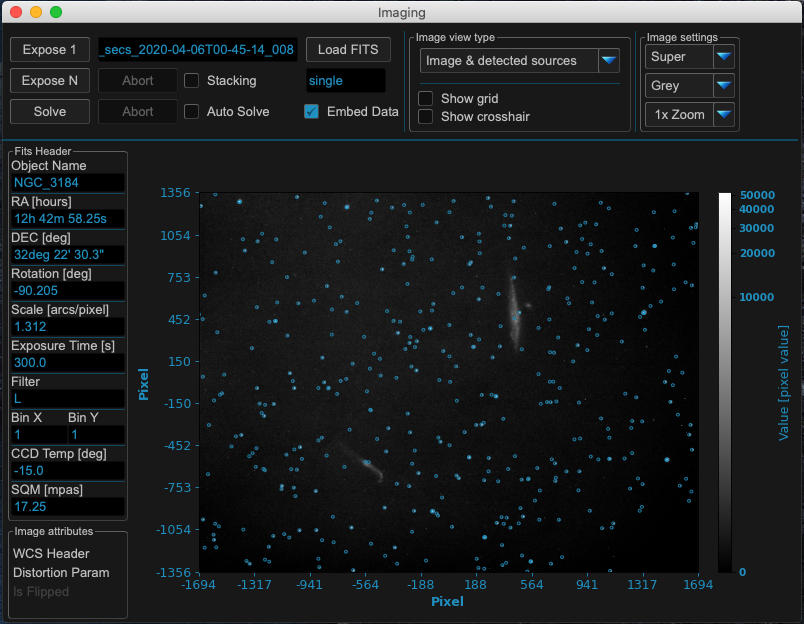 Imaging
Expose 1
_secs_2020-04-06T00-45-14_008
Load FITS
Expose N
Abort
Stacking
single
Solve
Abort
Auto Solve
Embed Data
Image view type
Image & detected sources
Show grid
Show crosshair
Image settings
Super
Grey
1x Zoom
Fits Header
Object Name
NGC_3184
RA [hours]
12h 42m 58.25s
DEC [deg]
32deg 22' 30.3"
Rotation [deg]
-90.205
Scale [arcs/pixel]
1.312
Exposure Time [s]
300.0
Filter
L
Bin X Bin Y
1 1
CCD Temp [deg]
-15.0
SQM [mpas]
17.25
Image attributes
WCS Header
Distortion Param
Is Flipped
Pixel
1356
1054
753
452
150
-150
-452
-753
-1054
-1356
-1694 -1317 -941 -564 -188 188 564 941 1317 1694
Pixel
50000
40000
30000
20000
10000
0
Value [pixel value]